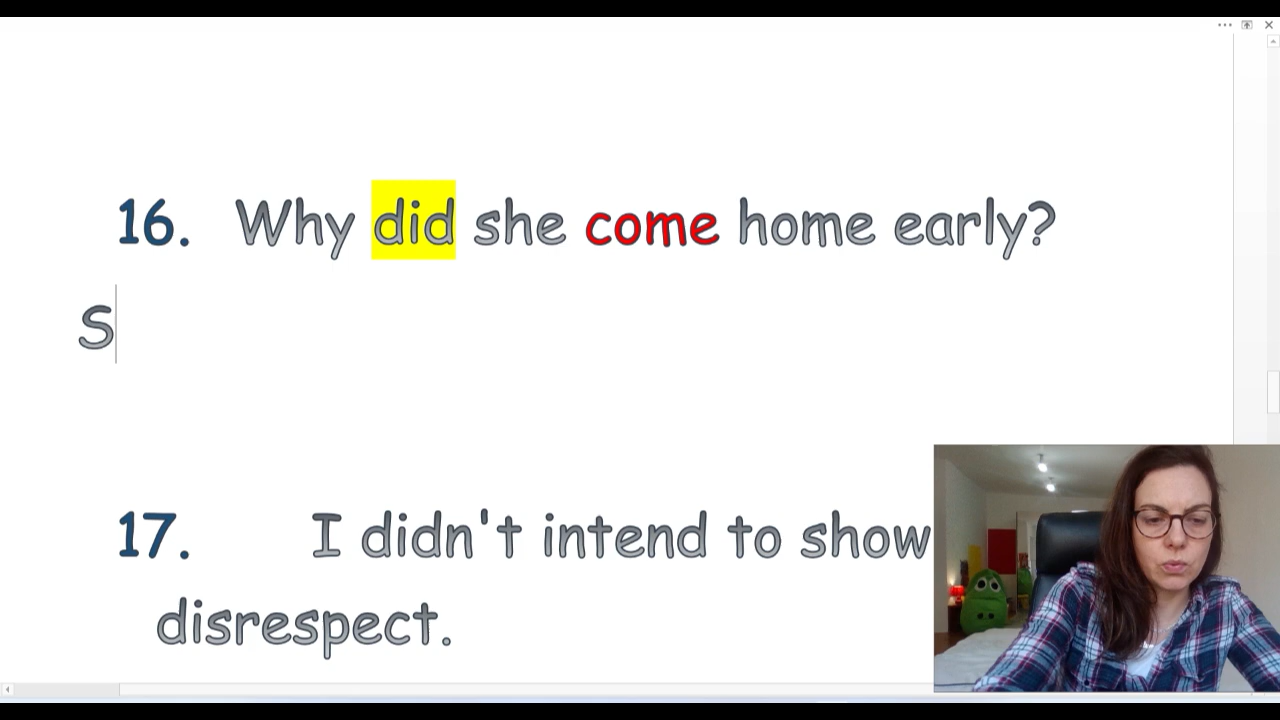 16. Why did she come home early?
S
17. I didn't intend to show
disrespect.